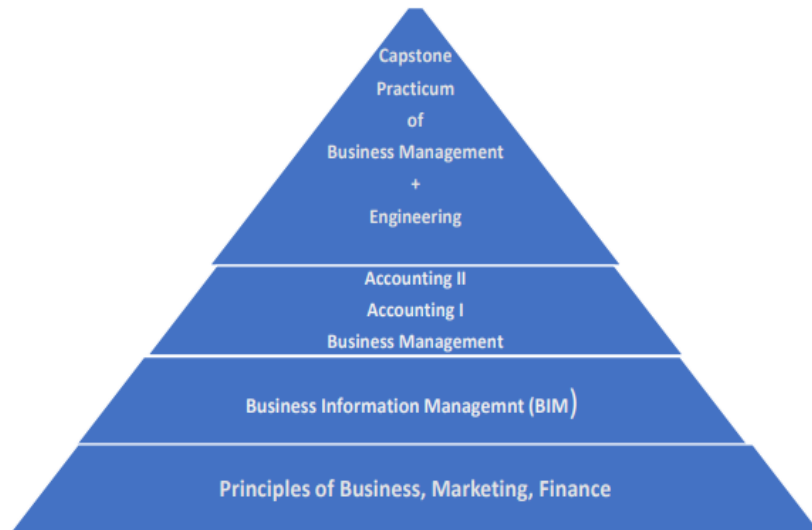 Capstone
Practicum
of
Business Management
+
Engineering
Accounting II
Accounting I
Business Management
Business Information Managemnt (BIM)
Principles of Business, Marketing, Finance